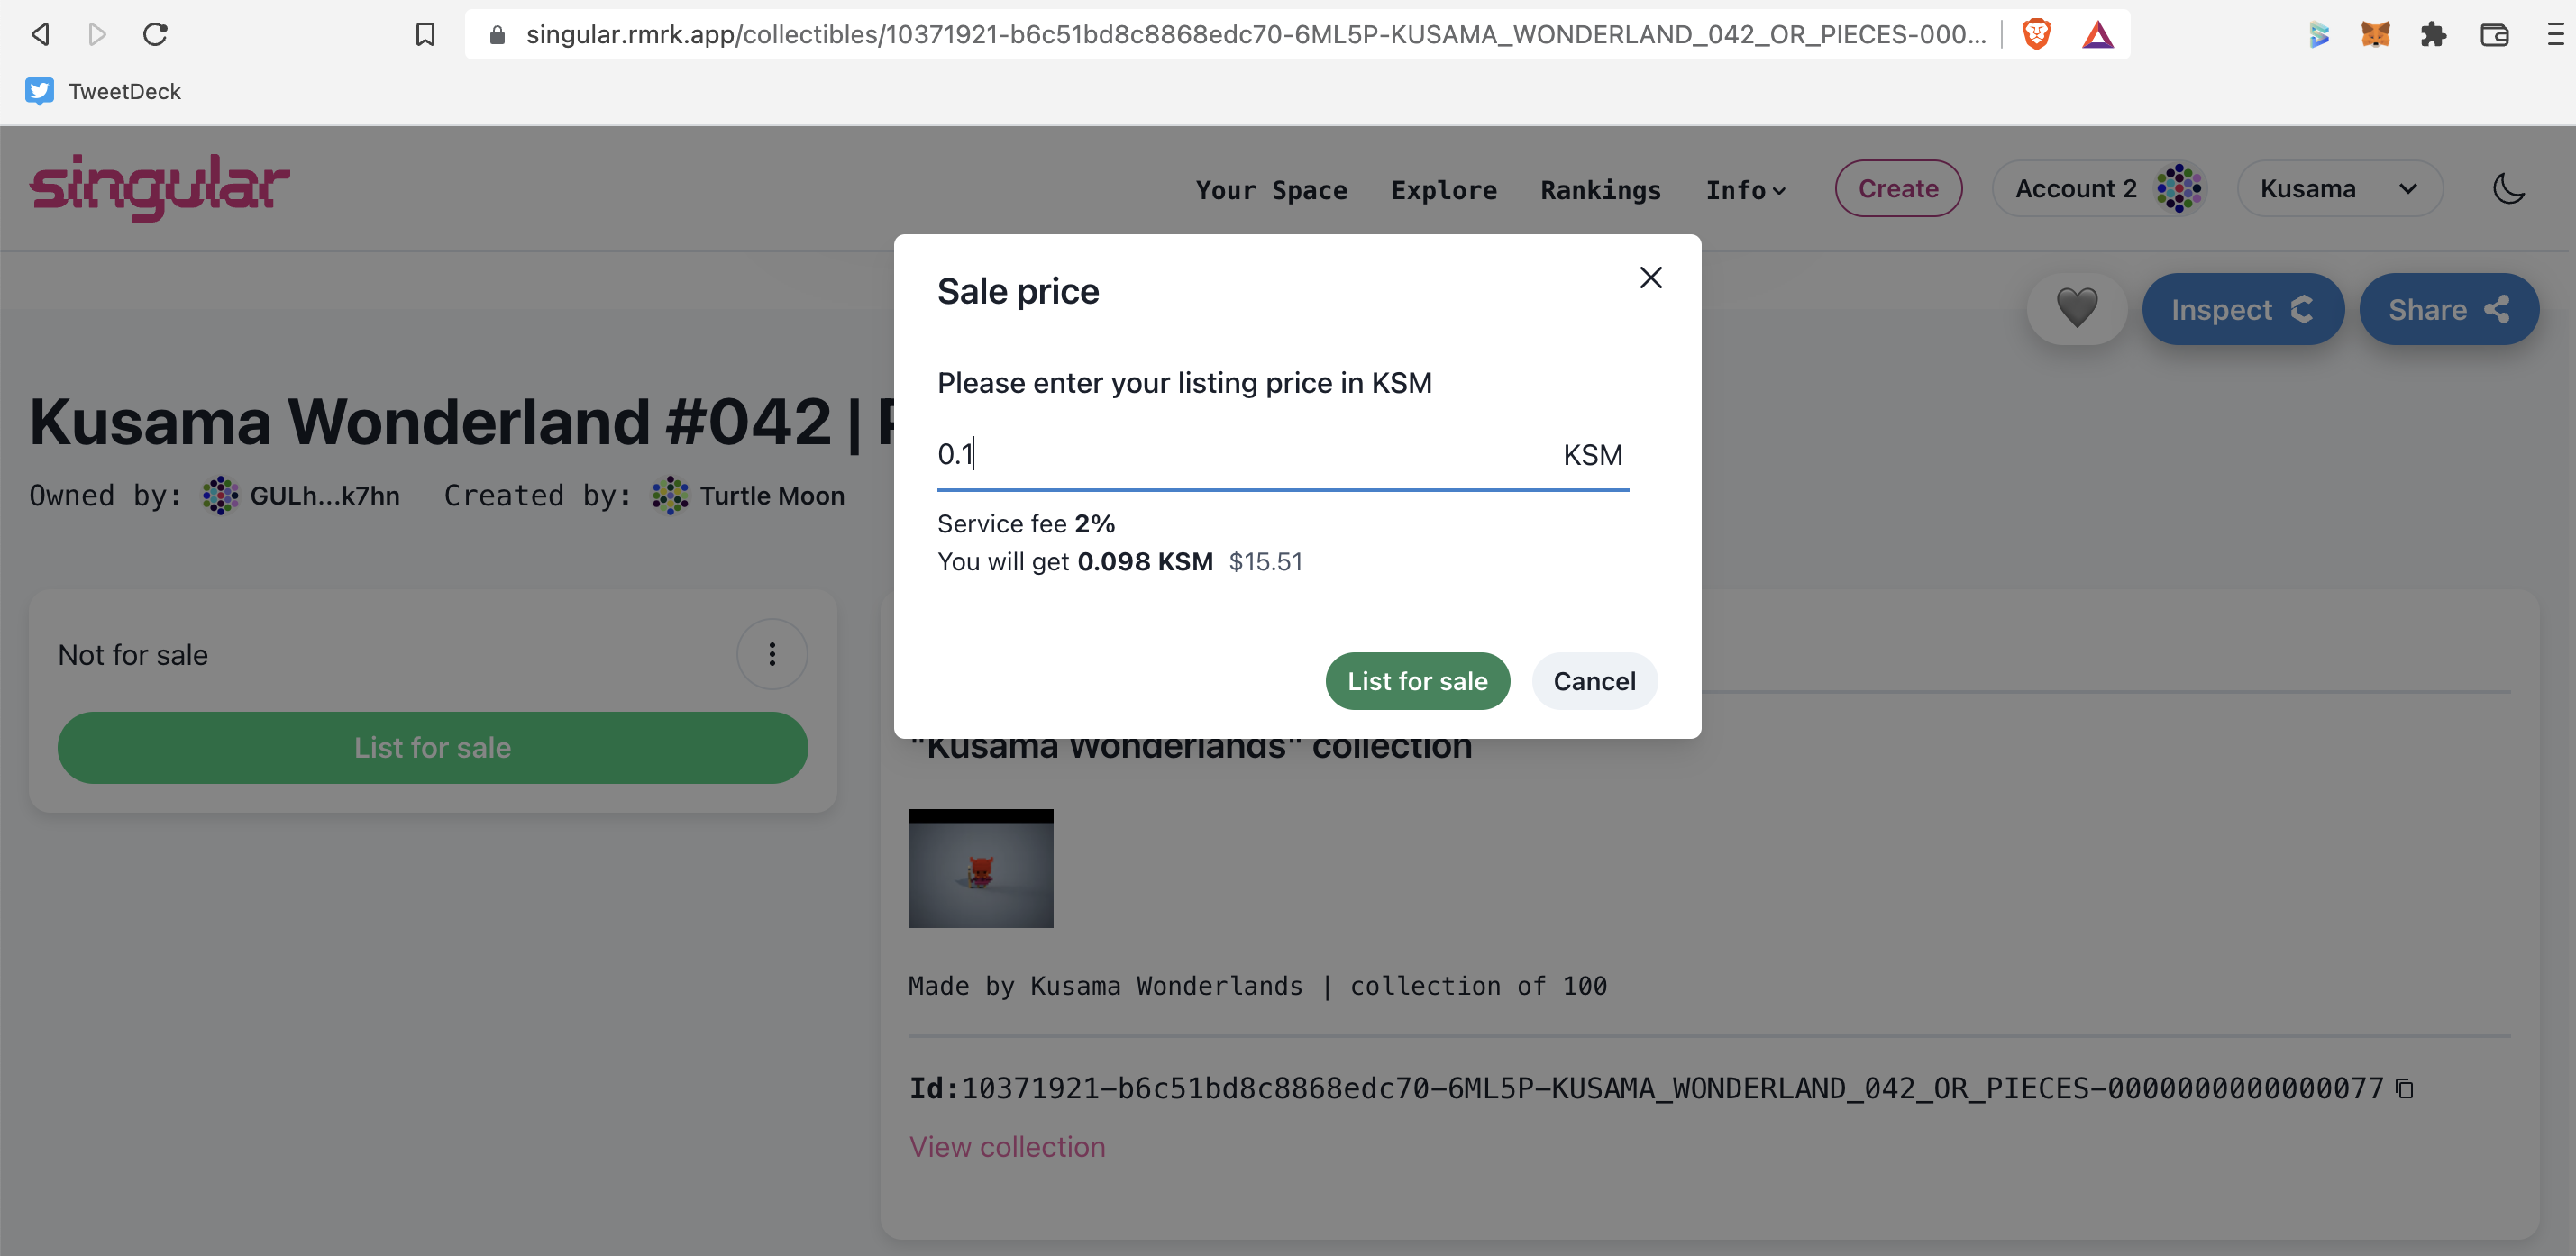 singular.rmrk.app/collectibles/10371921-b6c51bd8c8868edc70-6ML5P-KUSAMA_WONDERLAND_042_OR_PIECES-000...
TweetDeck
singular
Your Space
Explore
Rankings
Info
Create
Account 2
Kusama
Inspect
Share
Sale price
Please enter your listing price in KSM
0.1
KSM
Service fee 2%
You will get 0.098 KSM $15.51
List for sale
Cancel
Kusama Wonderland #042 |
Owned by: GULh...k7hn Created by: Turtle Moon
Not for sale
List for sale
"Kusama Wonderlands" collection
Made by Kusama Wonderlands | collection of 100
Id:10371921-b6c51bd8c8868edc70-6ML5P-KUSAMA_WONDERLAND_042_OR_PIECES-0000000000000077
View collection